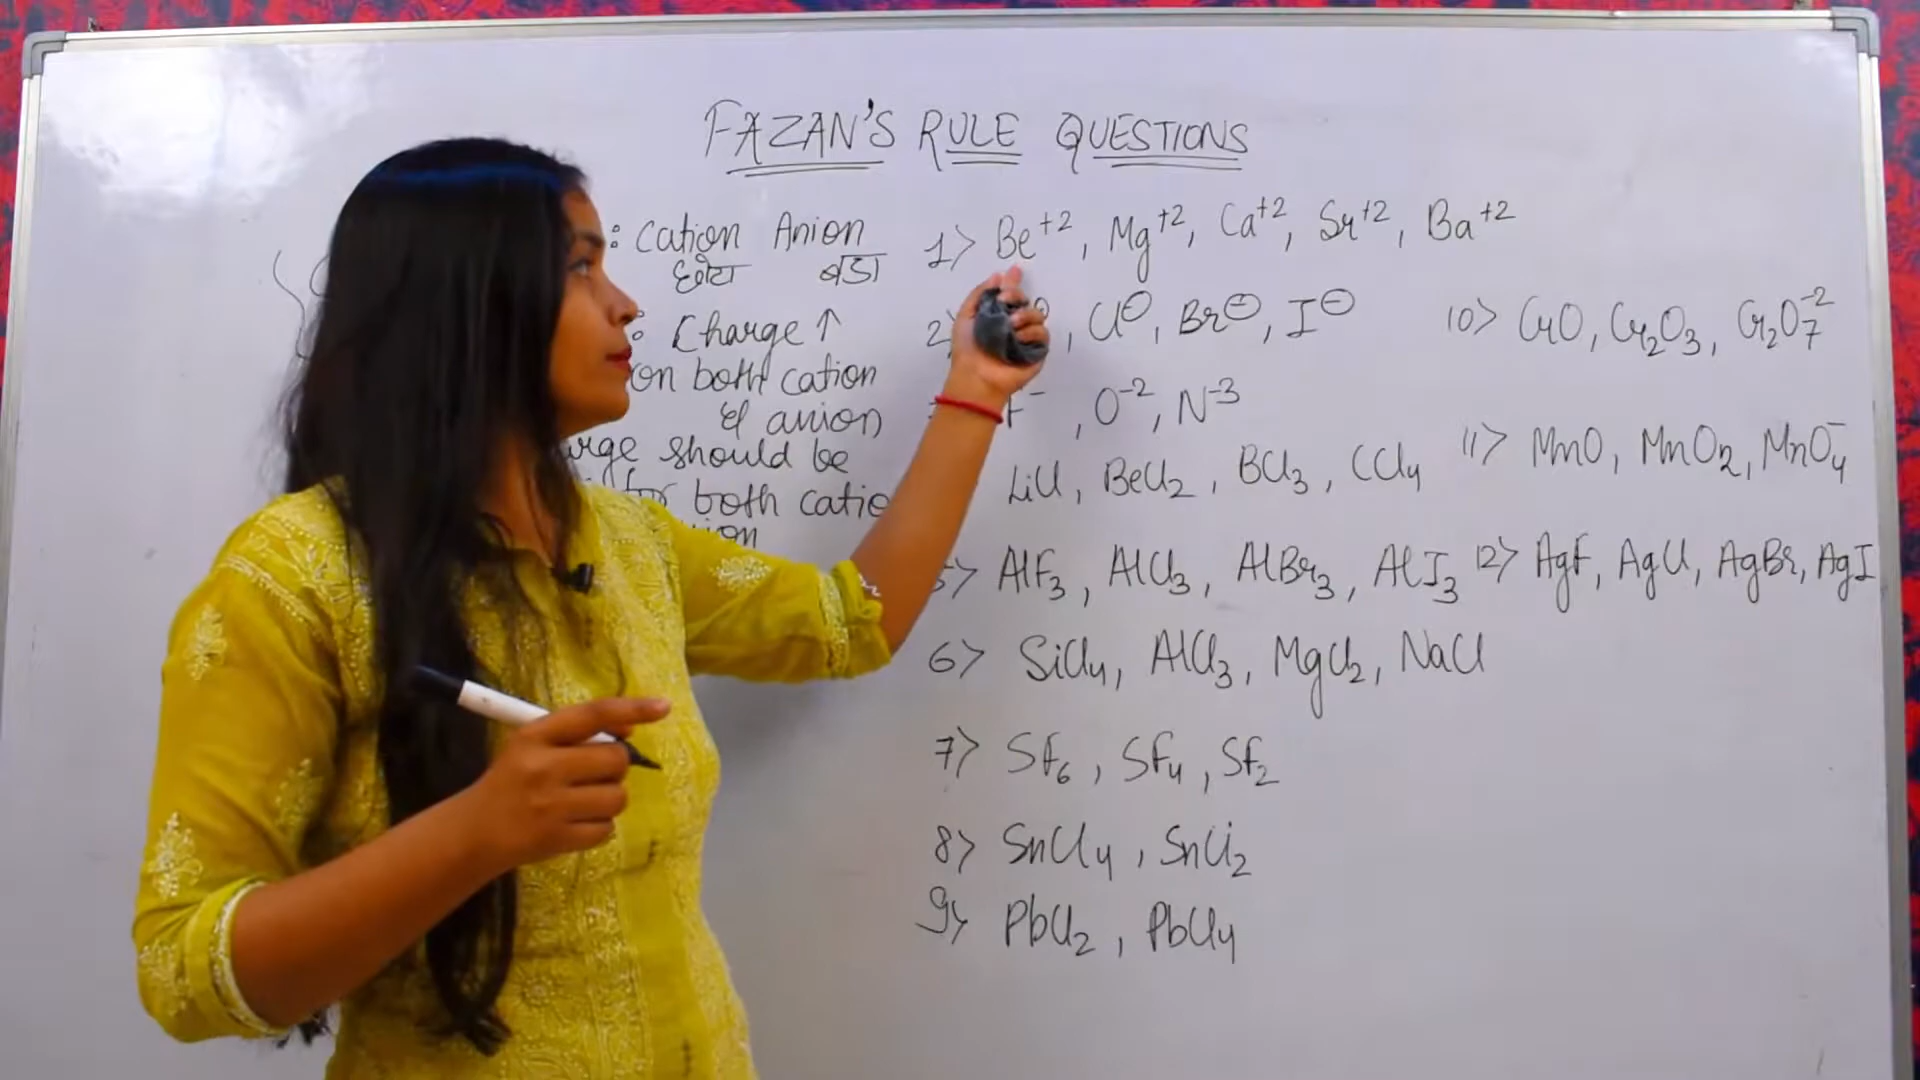 FAZAN'S RULE QUESTIONS
: Cation Anion
छोटा बडा
: Charge ↑
on both cation
& anion
should be
for both catio
1> Be⁺², Mg⁺², Ca⁺², Sr⁺², Ba⁺²
2> , Cl⊖, Br⊖, I⊖
F⁻, O⁻², N⁻³
LiCl, BeCl₂, BCl₃, CCl₄
5> AlF₃, AlCl₃, AlBr₃, AlI₃
6> SiCl₄, AlCl₃, MgCl₂, NaCl
7> SF₆, SF₄, SF₂
8> SnCl₄, SnCl₂
9> PbCl₂, PbCl₄
10> CrO, Cr₂O₃, Cr₂O₇⁻²
11> MnO, MnO₂, MnO₄⁻
12> AgF, AgCl, AgBr, AgI